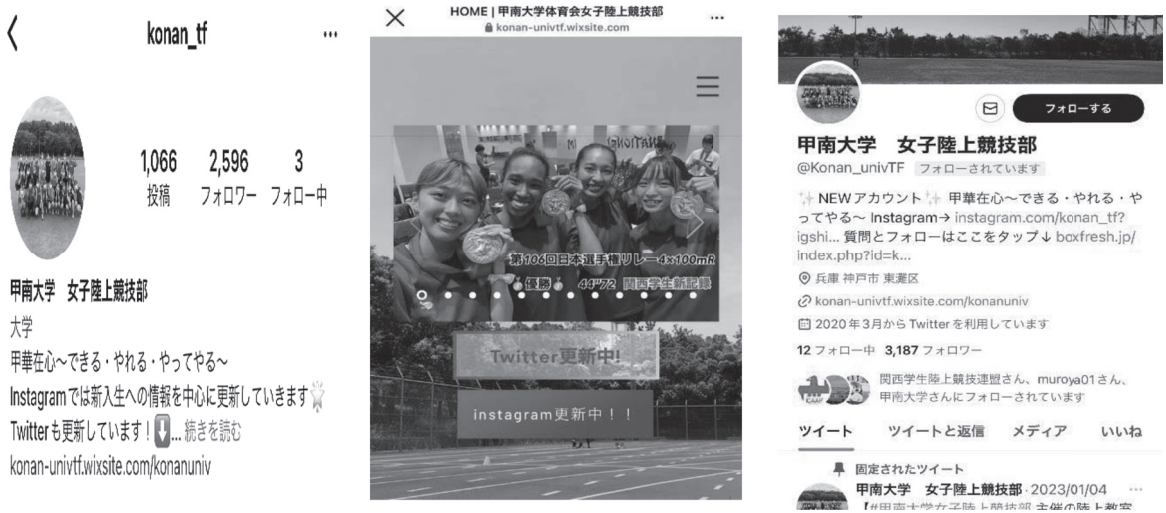 konan_tf
1,066 2,596 3
投稿 フォロワー フォロー中
甲南大学 女子陸上競技部
大学
甲華在心〜できる・やれる・やってやる〜
Instagramでは新入生への情報を中心に更新していきます
Twitterも更新しています！⬇... 続きを読む
konan-univtf.wixsite.com/konanuniv
HOME | 甲南大学体育会女子陸上競技部
konan-univtf.wixsite.com
第106回日本選手権リレー4×100mR
優勝 44"72 関西学生新記録
Twitter更新中!
instagram更新中！！
フォローする
甲南大学 女子陸上競技部
@Konan_univTF フォローされています
NEWアカウント 甲華在心〜できる・やれる・や
ってやる〜 Instagram→ instagram.com/konan_tf?
igshi... 質問とフォローはここをタップ↓ boxfresh.jp/
index.php?id=k...
兵庫 神戸市 東灘区
konan-univtf.wixsite.com/konanuniv
2020年3月からTwitterを利用しています
12 フォロー中 3,187 フォロワー
関西学生陸上競技連盟さん、muroya01さん、
甲南大学さんにフォローされています
ツイート ツイートと返信 メディア いいね
固定されたツイート
甲南大学 女子陸上競技部 · 2023/01/04 ...
【#甲南大学女子陸上競技部 主催の陸上教室